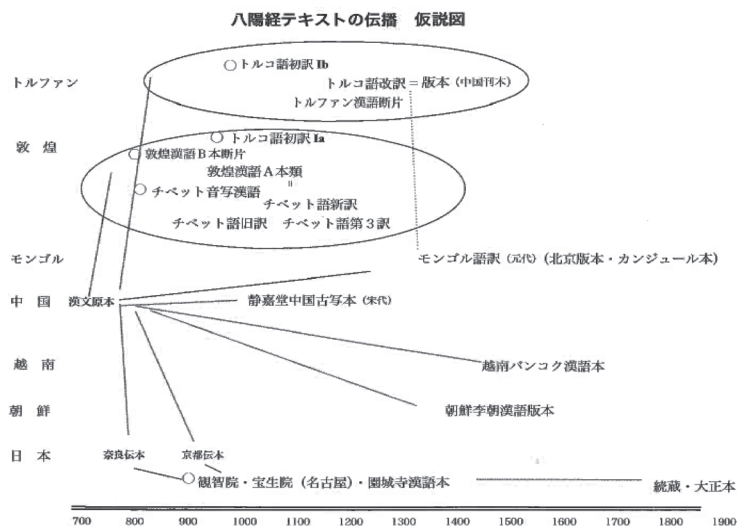 八陽経テキストの伝播　仮説図
トルファン
○トルコ語初訳 Ib
トルコ語改訳＝版本（中国刊本）
トルファン漢語断片
敦　煌
○トルコ語初訳 Ia
○敦煌漢語B本断片
敦煌漢語A本類
〃
○チベット音写漢語
チベット語新訳
チベット語旧訳　チベット語第3訳
モンゴル
モンゴル語訳（元代）（北京版本・カンジュール本）
中　国
漢文原本
静嘉堂中国古写本（宋代）
越　南
越南バンコク漢語本
朝　鮮
朝鮮李朝漢語版本
日　本
奈良伝本
京都伝本
○観智院・宝生院（名古屋）・園城寺漢語本
続蔵・大正本
700 800 900 1000 1100 1200 1300 1400 1500 1600 1700 1800 1900